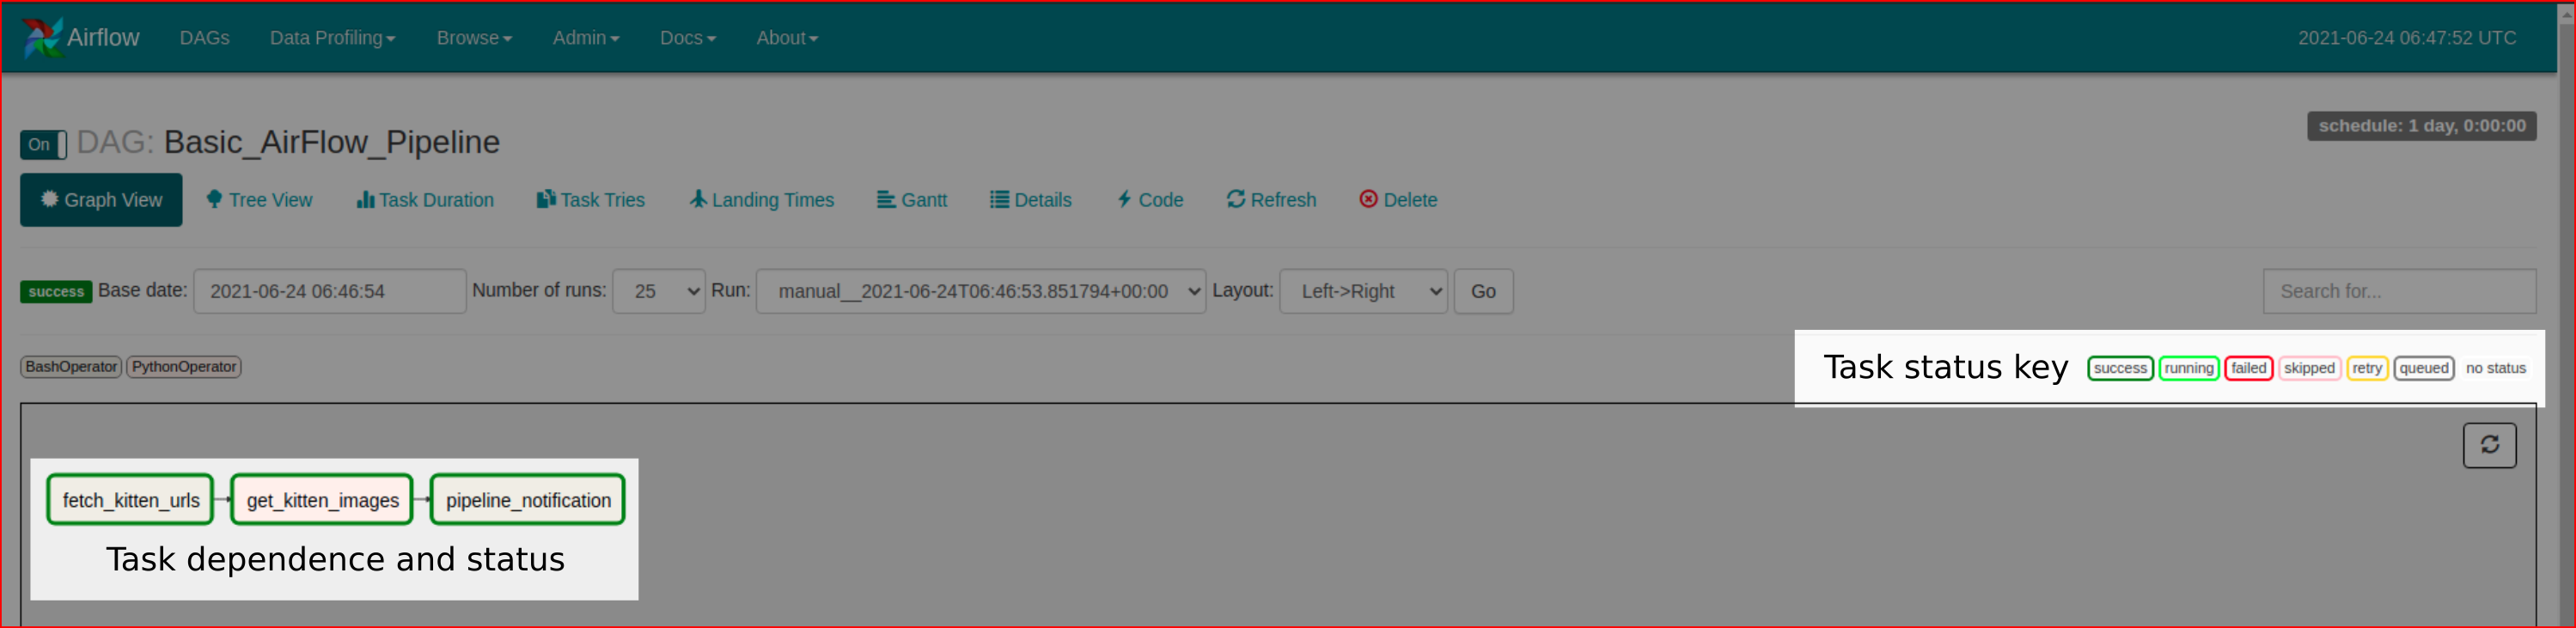 Airflow DAGs Data Profiling Browse Admin Docs About 2021-06-24 06:47:52 UTC
schedule: 1 day, 0:00:00
On DAG: Basic_AirFlow_Pipeline
Graph View Tree View Task Duration Task Tries Landing Times Gantt Details Code Refresh Delete
success Base date: 2021-06-24 06:46:54 Number of runs: 25 Run: manual__2021-06-24T06:46:53.851794+00:00 Layout: Left->Right Go Search for...
BashOperator PythonOperator Task status key success running failed skipped retry queued no status
fetch_kitten_urls get_kitten_images pipeline_notification
Task dependence and status